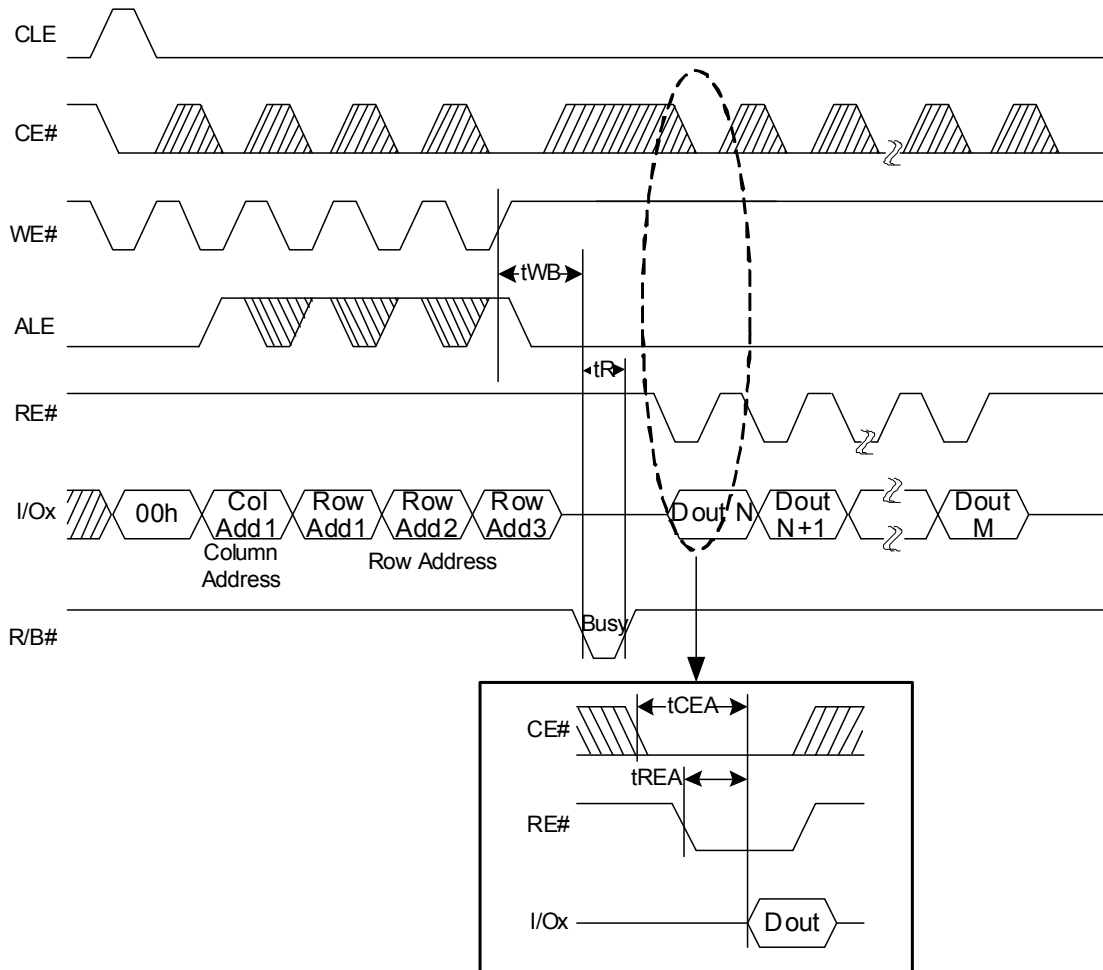 CLE
CE#
WE#
tWB
ALE
tR
RE#
I/Ox
00h
Col
Add1
Row
Add1
Row
Add2
Row
Add3
Dout N
Dout
N+1
Dout
M
Column
Address
Row Address
R/B#
Busy
tCEA
CE#
tREA
RE#
I/Ox
Dout